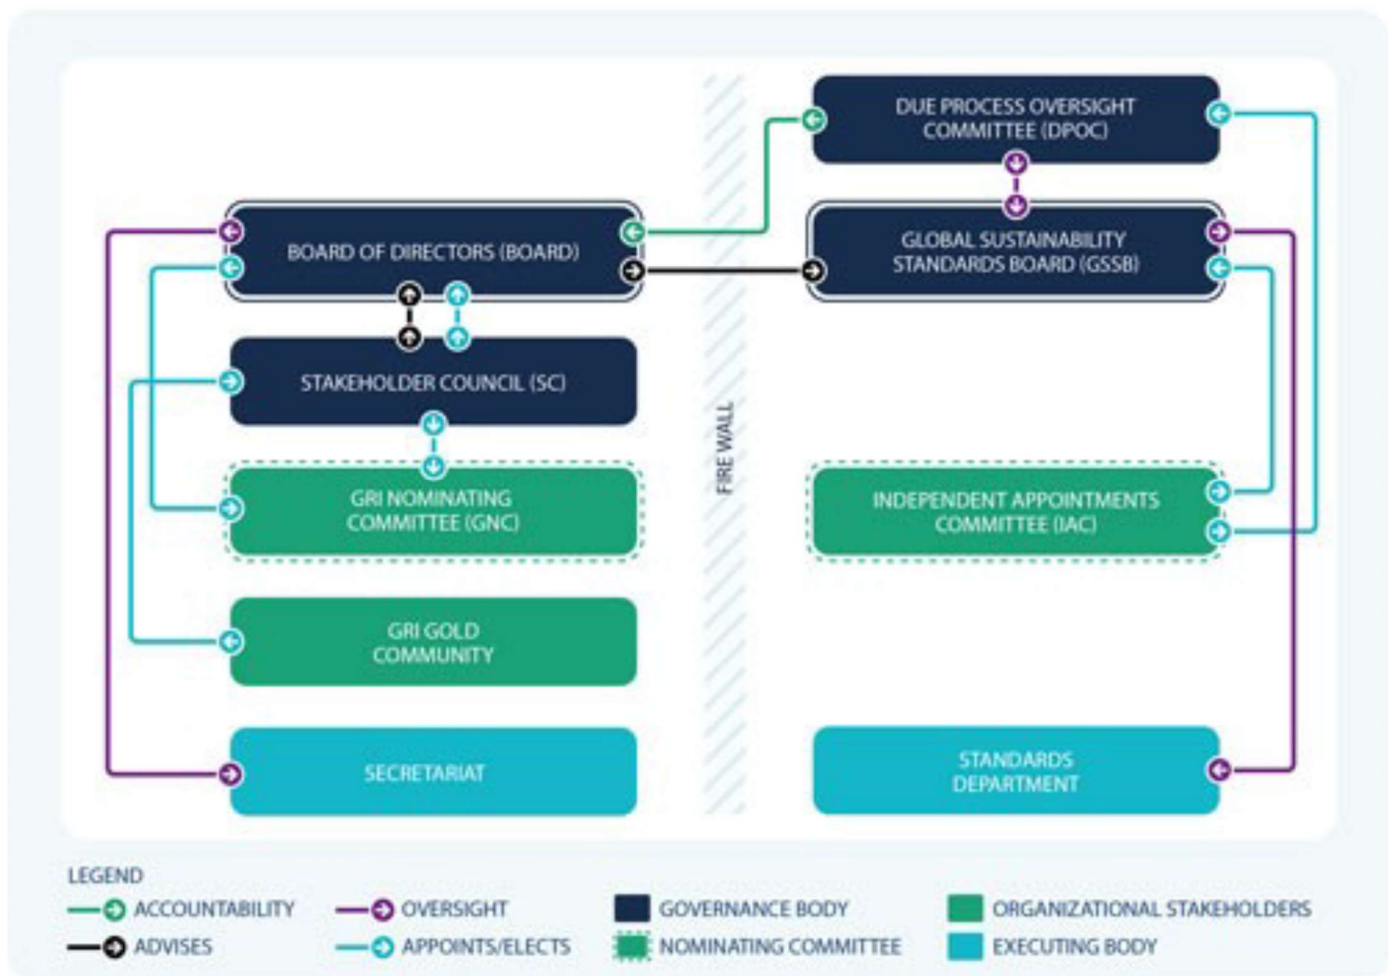 DUE PROCESS OVERSIGHT
COMMITTEE (DPOC)
BOARD OF DIRECTORS (BOARD)
GLOBAL SUSTAINABILITY
STANDARDS BOARD (GSSB)
STAKEHOLDER COUNCIL (SC)
FIRE WALL
GRI NOMINATING
COMMITTEE (GNC)
INDEPENDENT APPOINTMENTS
COMMITTEE (IAC)
GRI GOLD
COMMUNITY
SECRETARIAT
STANDARDS
DEPARTMENT
LEGEND
ACCOUNTABILITY
OVERSIGHT
GOVERNANCE BODY
ORGANIZATIONAL STAKEHOLDERS
ADVISES
APPOINTS/ELECTS
NOMINATING COMMITTEE
EXECUTING BODY